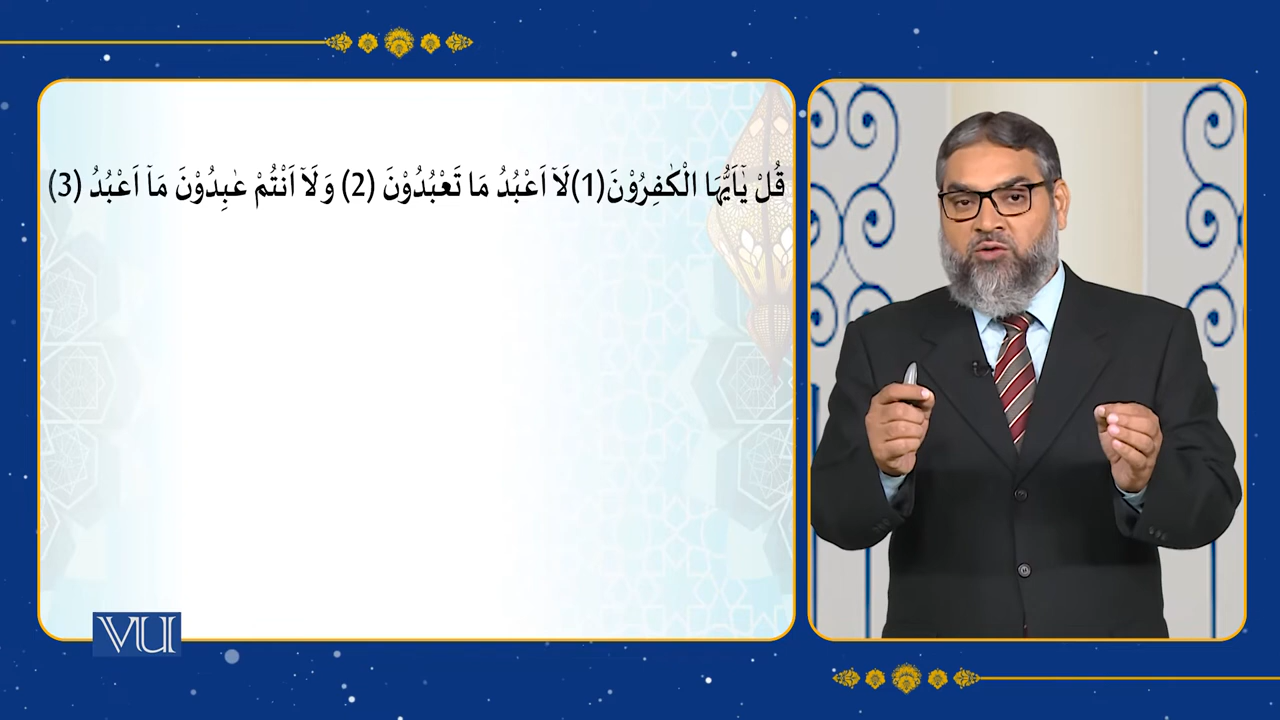 قُلْ يٰۤاَيُّهَا الْكٰفِرُوْنَ(1)لَاۤ اَعْبُدُ مَا تَعْبُدُوْنَ (2) وَلَاۤ اَنْتُمْ عٰبِدُوْنَ مَاۤ اَعْبُدُ (3)
VU